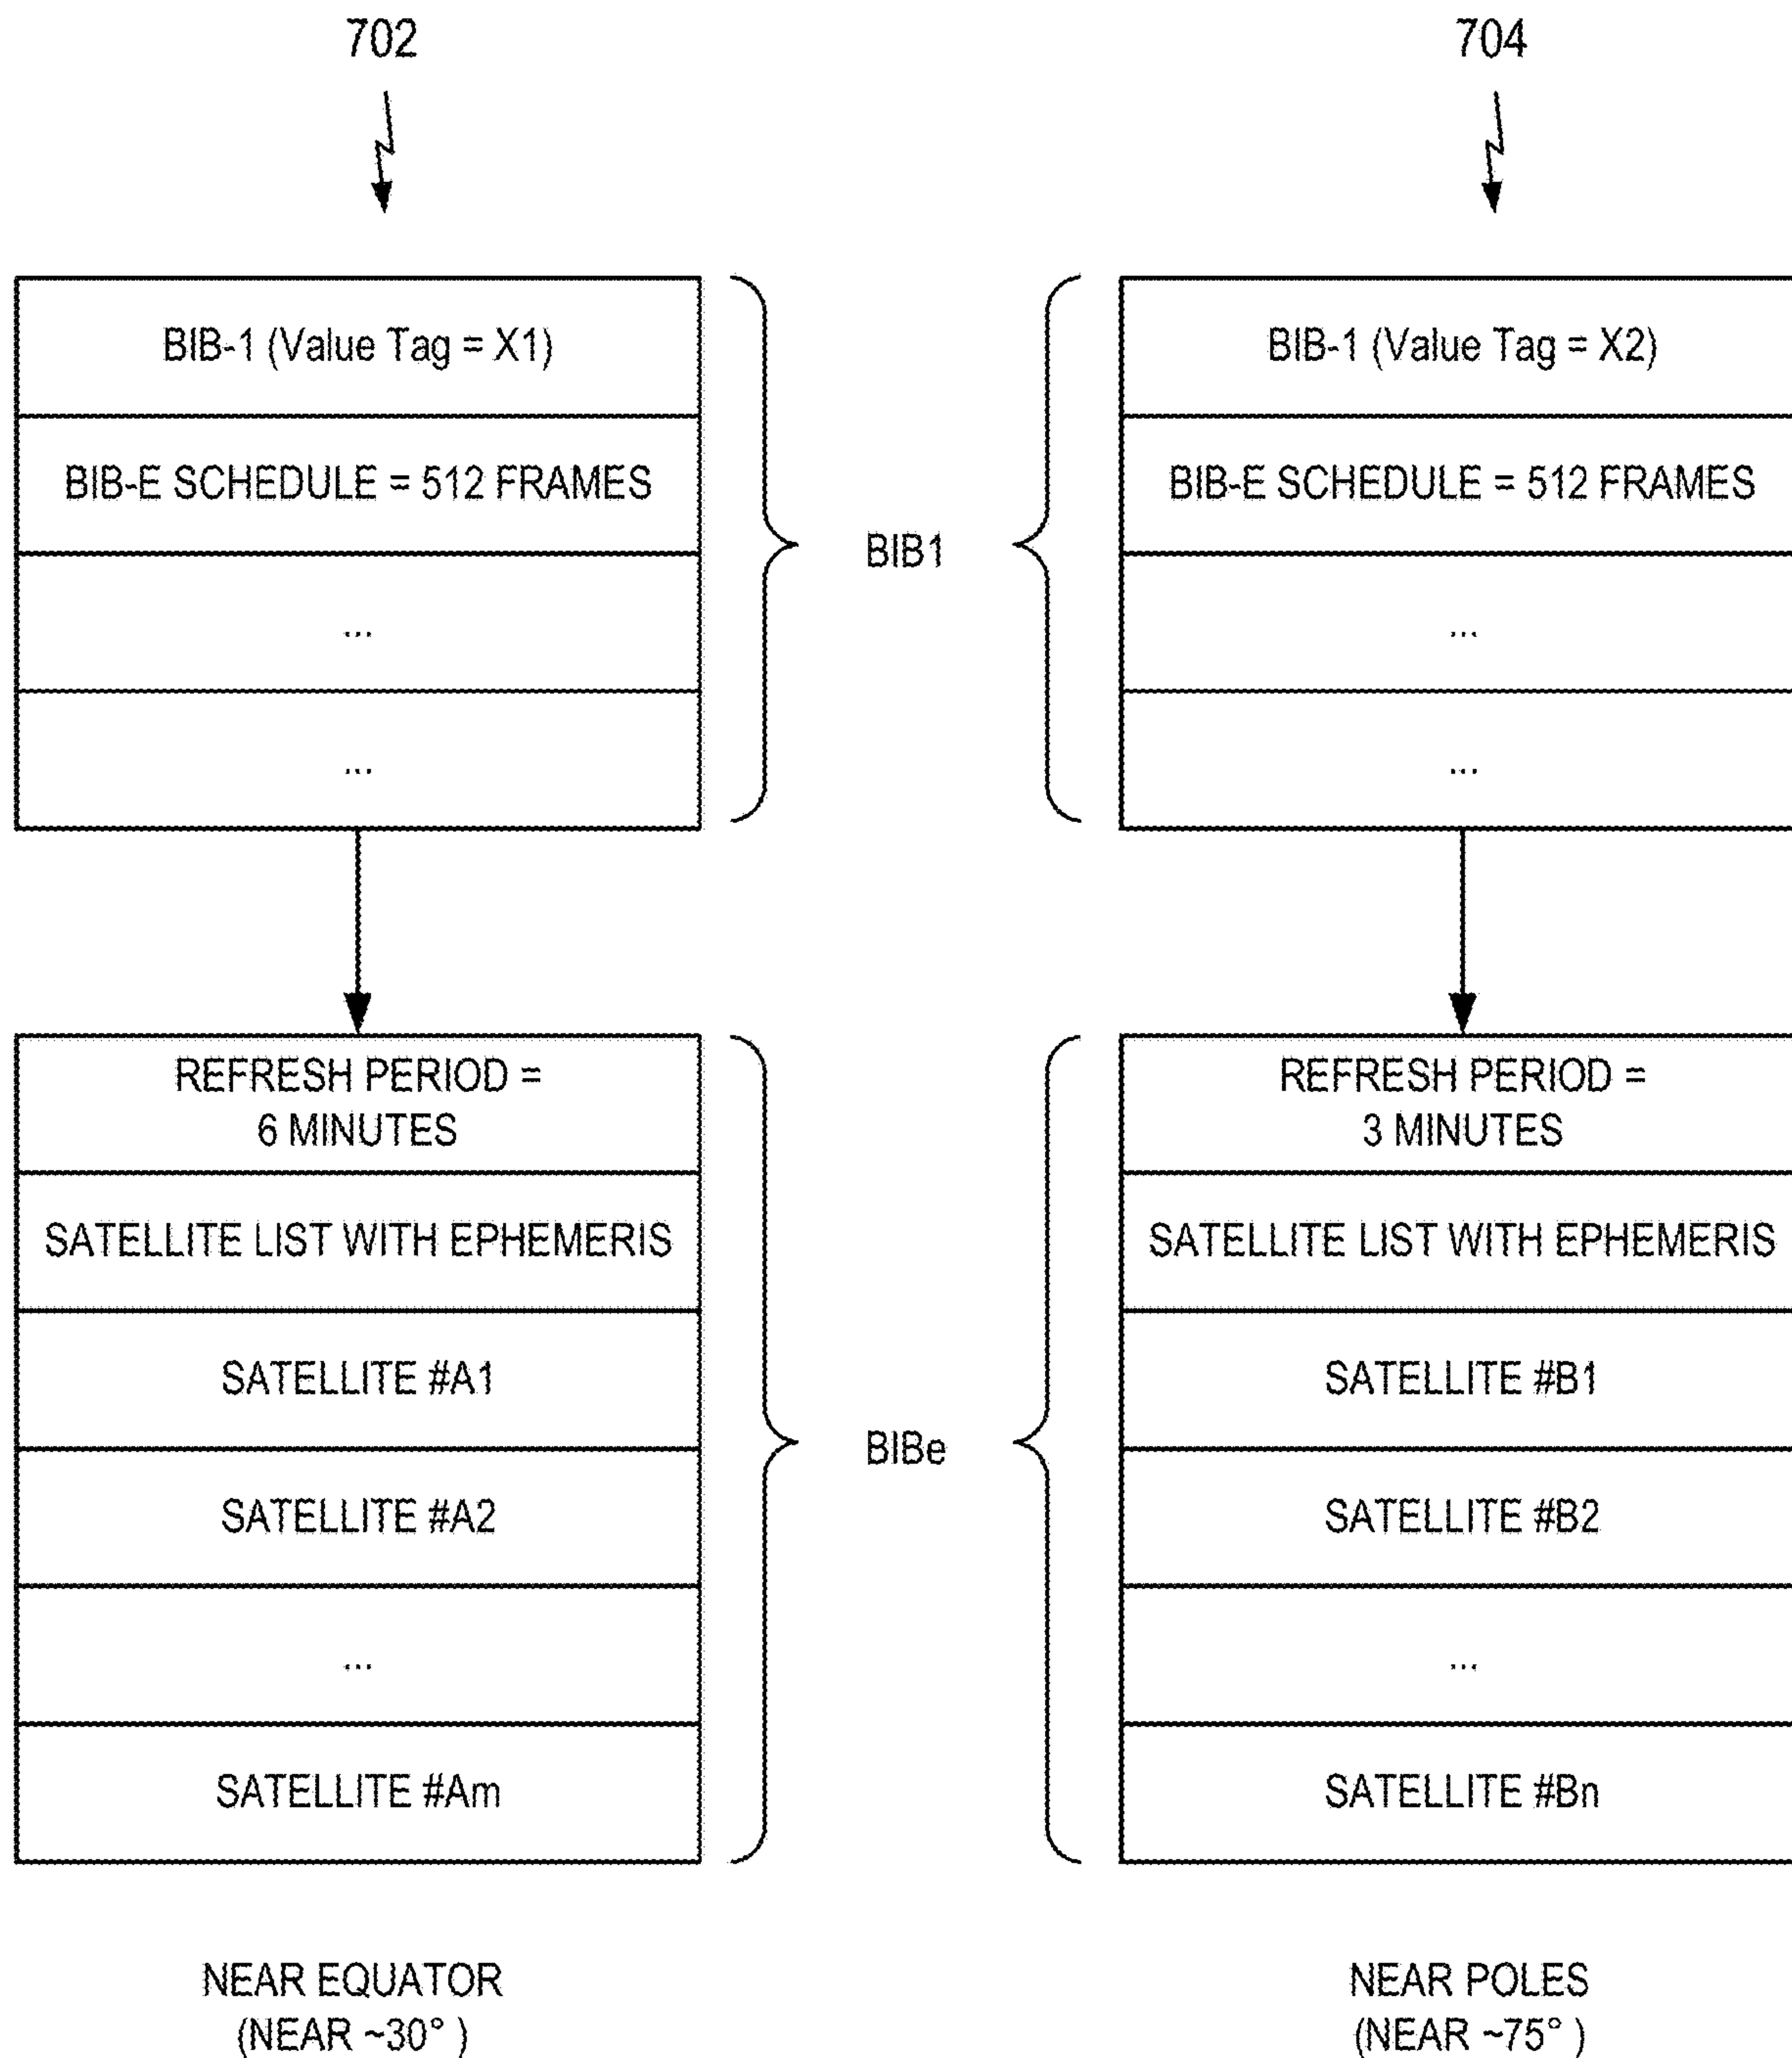 702
704
BIB-1 (Value Tag = X1)
BIB-E SCHEDULE = 512 FRAMES
...
...
BIB1
BIB-1 (Value Tag = X2)
BIB-E SCHEDULE = 512 FRAMES
...
...
REFRESH PERIOD =
6 MINUTES
SATELLITE LIST WITH EPHEMERIS
SATELLITE #A1
SATELLITE #A2
...
SATELLITE #Am
BIBe
REFRESH PERIOD =
3 MINUTES
SATELLITE LIST WITH EPHEMERIS
SATELLITE #B1
SATELLITE #B2
...
SATELLITE #Bn
NEAR EQUATOR
(NEAR ~30° )
NEAR POLES
(NEAR ~75° )